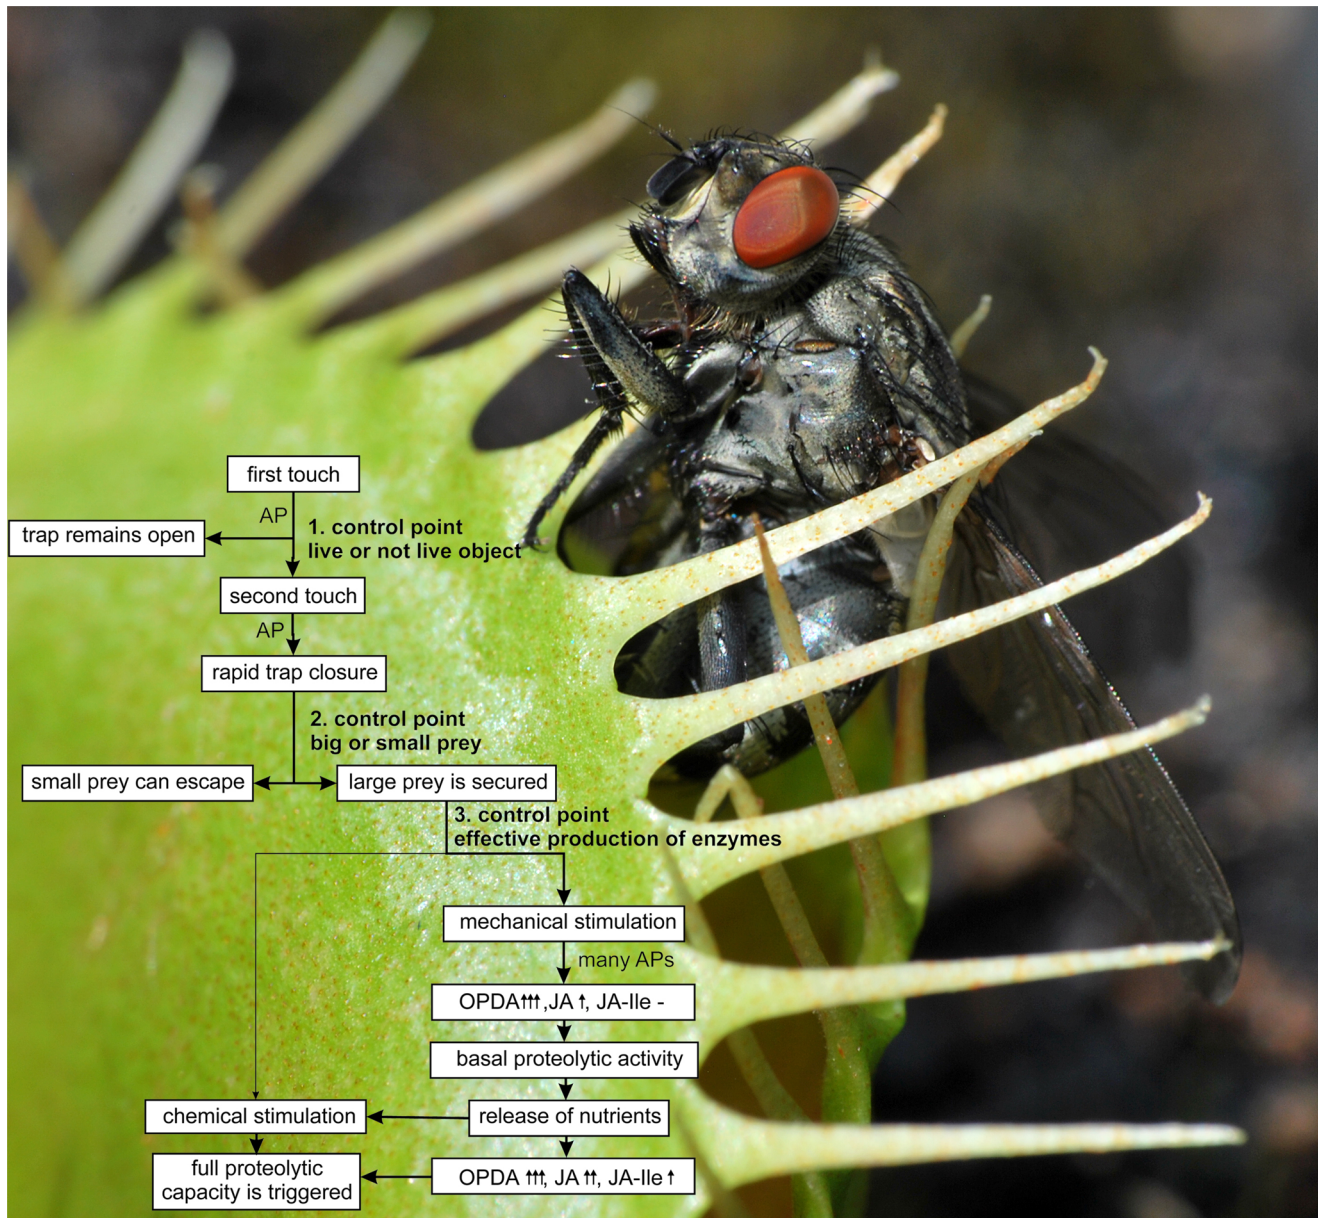 first touch
AP
trap remains open
1. control point
live or not live object
second touch
AP
rapid trap closure
2. control point
big or small prey
small prey can escape
large prey is secured
3. control point
effective production of enzymes
mechanical stimulation
many APs
OPDA↑↑↑,JA ↑, JA-Ile -
basal proteolytic activity
chemical stimulation
release of nutrients
full proteolytic
capacity is triggered
OPDA ↑↑↑, JA ↑↑, JA-Ile ↑